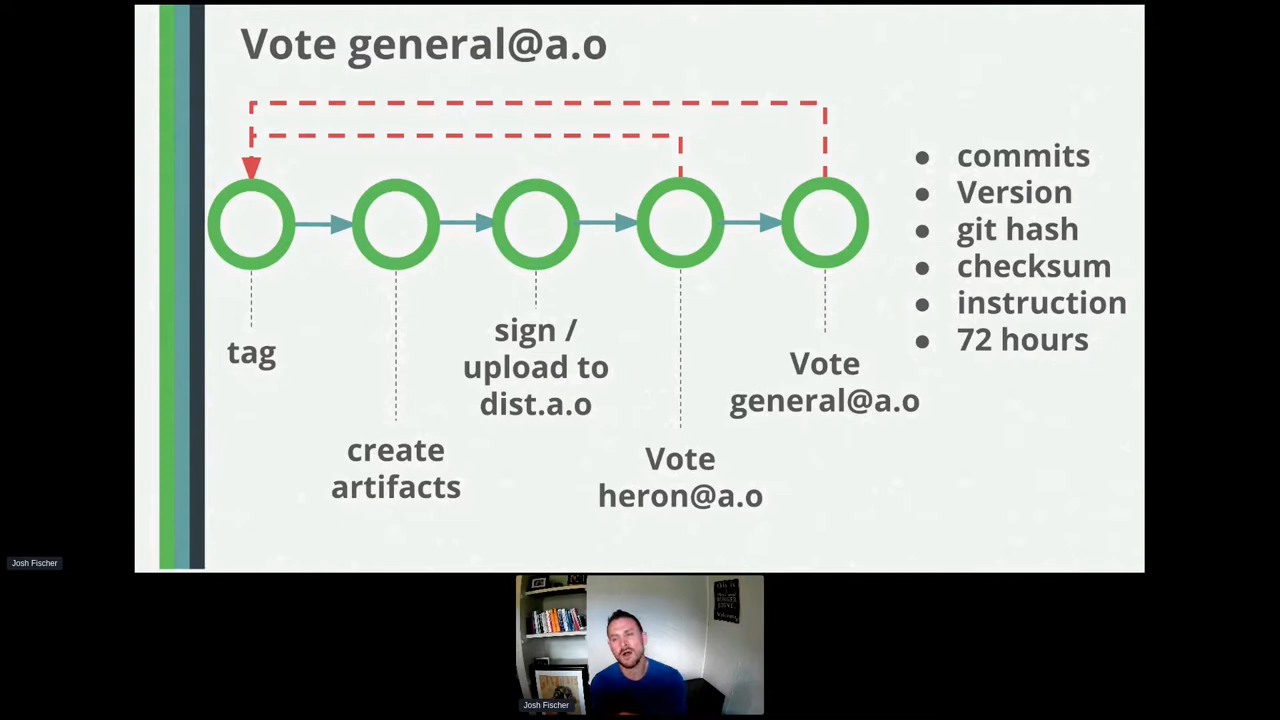 Vote general@a.o
commits
Version
git hash
checksum
instruction
72 hours
tag
create
artifacts
sign /
upload to
dist.a.o
Vote
heron@a.o
Vote
general@a.o
Josh Fischer
Josh Fischer